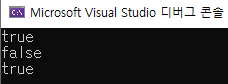 Microsoft Visual Studio 디버그 콘솔
true
false
true